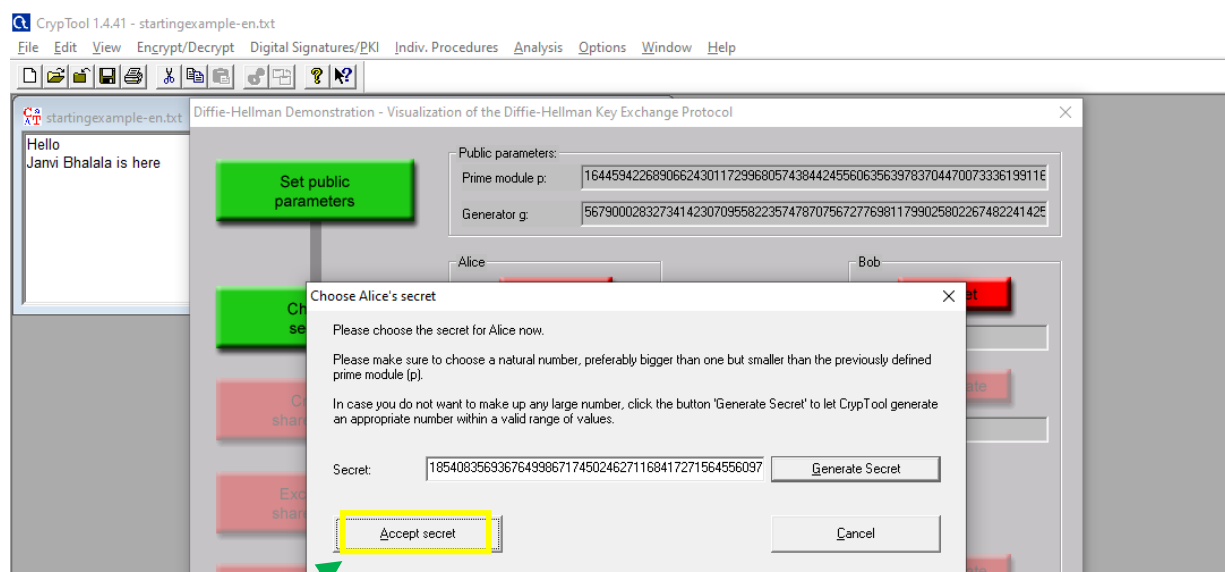 CrypTool 1.4.41 - startingexample-en.txt
File Edit View Encrypt/Decrypt Digital Signatures/PKI Indiv. Procedures Analysis Options Window Help
startingexample-en.txt
Hello
Janvi Bhalala is here
Diffie-Hellman Demonstration - Visualization of the Diffie-Hellman Key Exchange Protocol
Set public
parameters
Public parameters:
Prime module p:
Generator g:
Alice
Bob
Choose Alice's secret
Please choose the secret for Alice now.
Please make sure to choose a natural number, preferably bigger than one but smaller than the previously defined
prime module (p).
In case you do not want to make up any large number, click the button 'Generate Secret' to let CrypTool generate
an appropriate number within a valid range of values.
Secret:
1854083569367649986717450246271168417271564556097
Generate Secret
Accept secret
Cancel